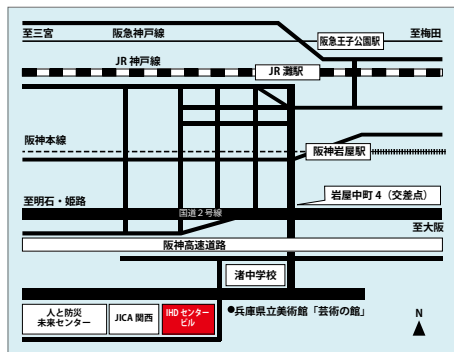 至三宮
阪急神戸線
至梅田
阪急王子公園駅
JR 神戸線
JR 灘駅
阪神本線
阪神岩屋駅
至明石・姫路
岩屋中町 4（交差点）
国道２号線
至大阪
阪神高速道路
渚中学校
人と防災
未来センター
JICA 関西
IHD センター
ビル
●兵庫県立美術館「芸術の館」
N